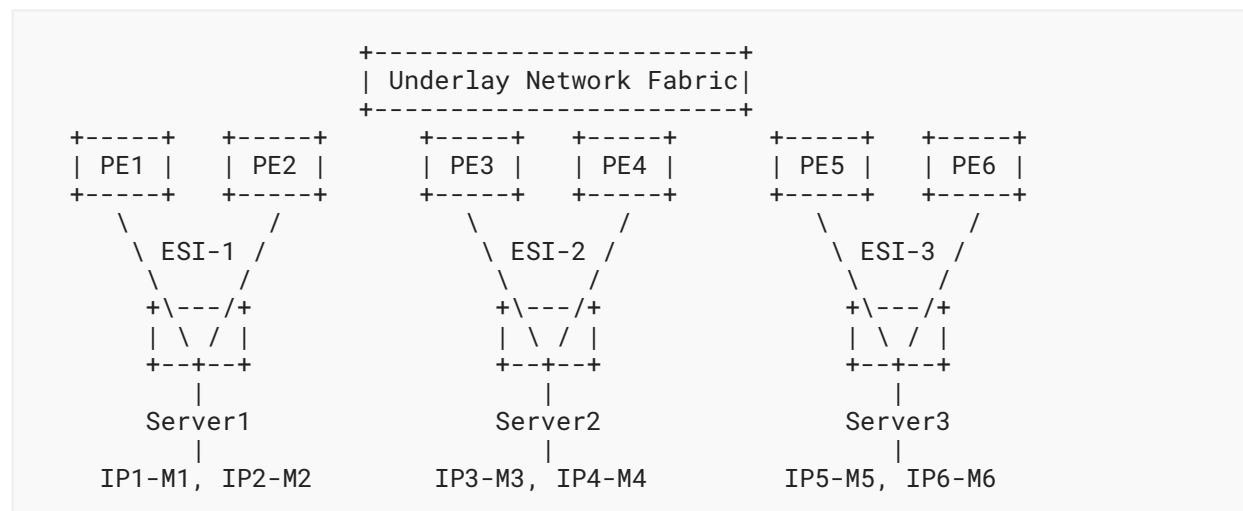 Underlay Network Fabric
PE1 PE2 PE3 PE4 PE5 PE6
ESI-1 ESI-2 ESI-3
Server1 Server2 Server3
IP1-M1, IP2-M2 IP3-M3, IP4-M4 IP5-M5, IP6-M6